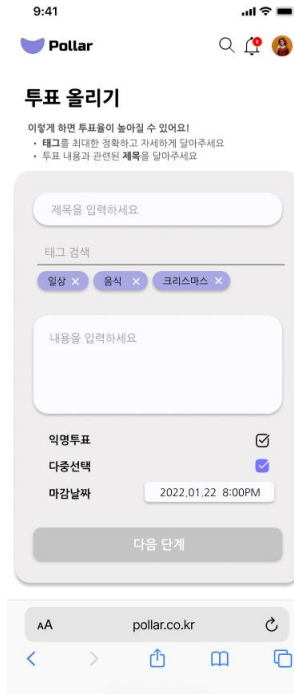 9:41
Pollar
투표 올리기
이렇게 하면 투표율이 높아질 수 있어요!
• 태그를 최대한 정확하고 자세하게 달아주세요
• 투표 내용과 관련된 제목을 달아주세요
제목을 입력하세요
태그 검색
일상 × 음식 × 크리스마스 ×
내용을 입력하세요
익명투표
다중선택
마감날짜 2022.01.22 8:00PM
다음 단계
AA pollar.co.kr